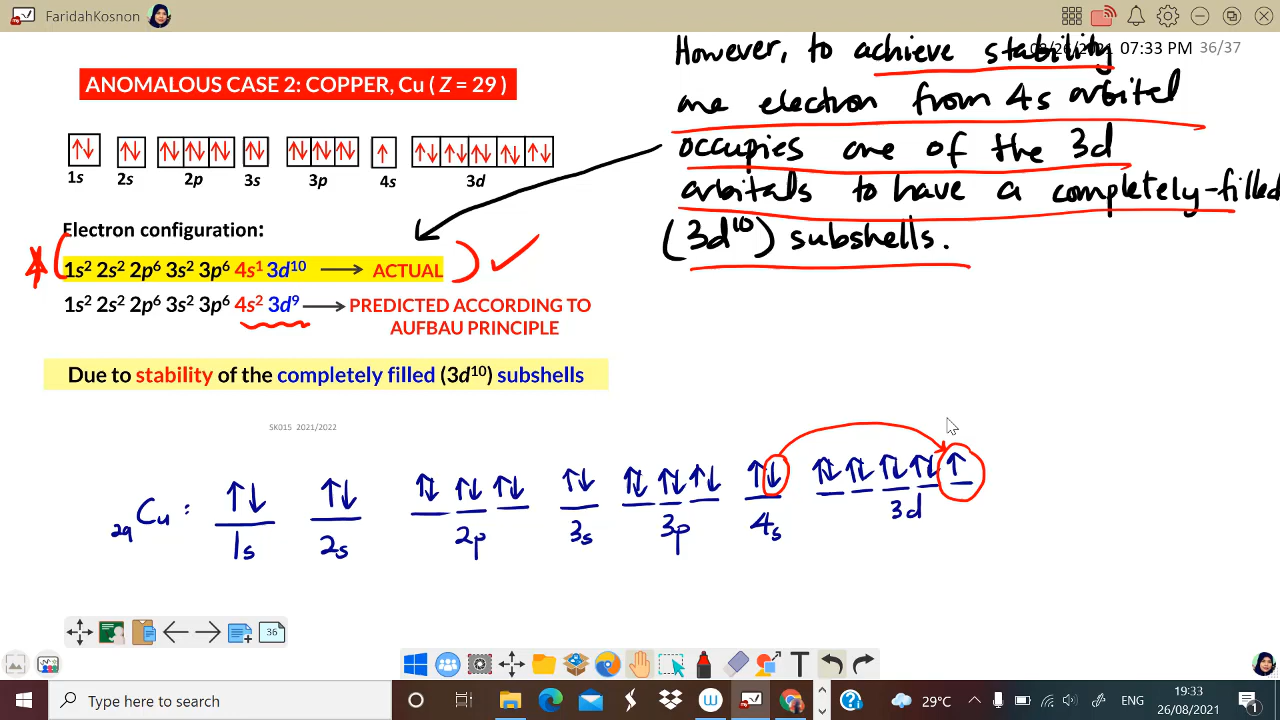 FaridahKosnon
08/26/2021 07:33 PM 36/37
However, to achieve stability
one electron from 4s orbital
occupies one of the 3d
orbitals to have a completely-filled
(3d¹⁰) subshells.
ANOMALOUS CASE 2: COPPER, Cu ( Z = 29 )
↑↓ ↑↓ ↑↓ ↑↓ ↑↓ ↑↓ ↑↓ ↑↓ ↑↓ ↑ ↑↓ ↑↓ ↑↓ ↑↓ ↑↓
1s 2s 2p 3s 3p 4s 3d
Electron configuration:
1s² 2s² 2p⁶ 3s² 3p⁶ 4s¹ 3d¹⁰ → ACTUAL
1s² 2s² 2p⁶ 3s² 3p⁶ 4s² 3d⁹ → PREDICTED ACCORDING TO
AUFBAU PRINCIPLE
Due to stability of the completely filled (3d¹⁰) subshells
SK015 2021/2022
₂₉Cu : ↑↓ ↑↓ ↑↓ ↑↓ ↑↓ ↑↓ ↑↓ ↑↓ ↑↓ ↑↓ ↑↓ ↑↓ ↑↓ ↑↓ ↑
1s 2s 2p 3s 3p 4s 3d
36
Type here to search
29°C
ENG
19:33
26/08/2021